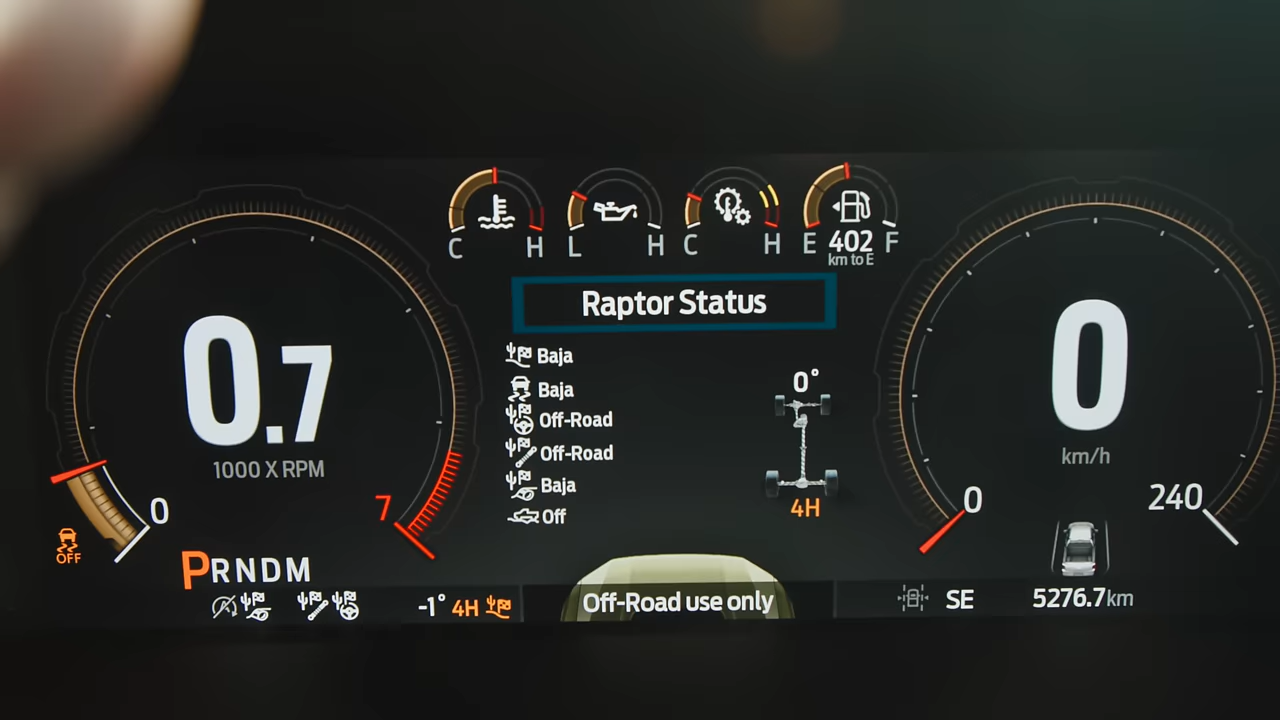 C H
L H
C H
E 402 F
km to E
Raptor Status
Baja
Baja
Off-Road
Off-Road
Baja
Off
0°
4H
0.7
1000 X RPM
0
7
OFF
PRNDM
-1° 4H
Off-Road use only
0
km/h
0
240
SE
5276.7km